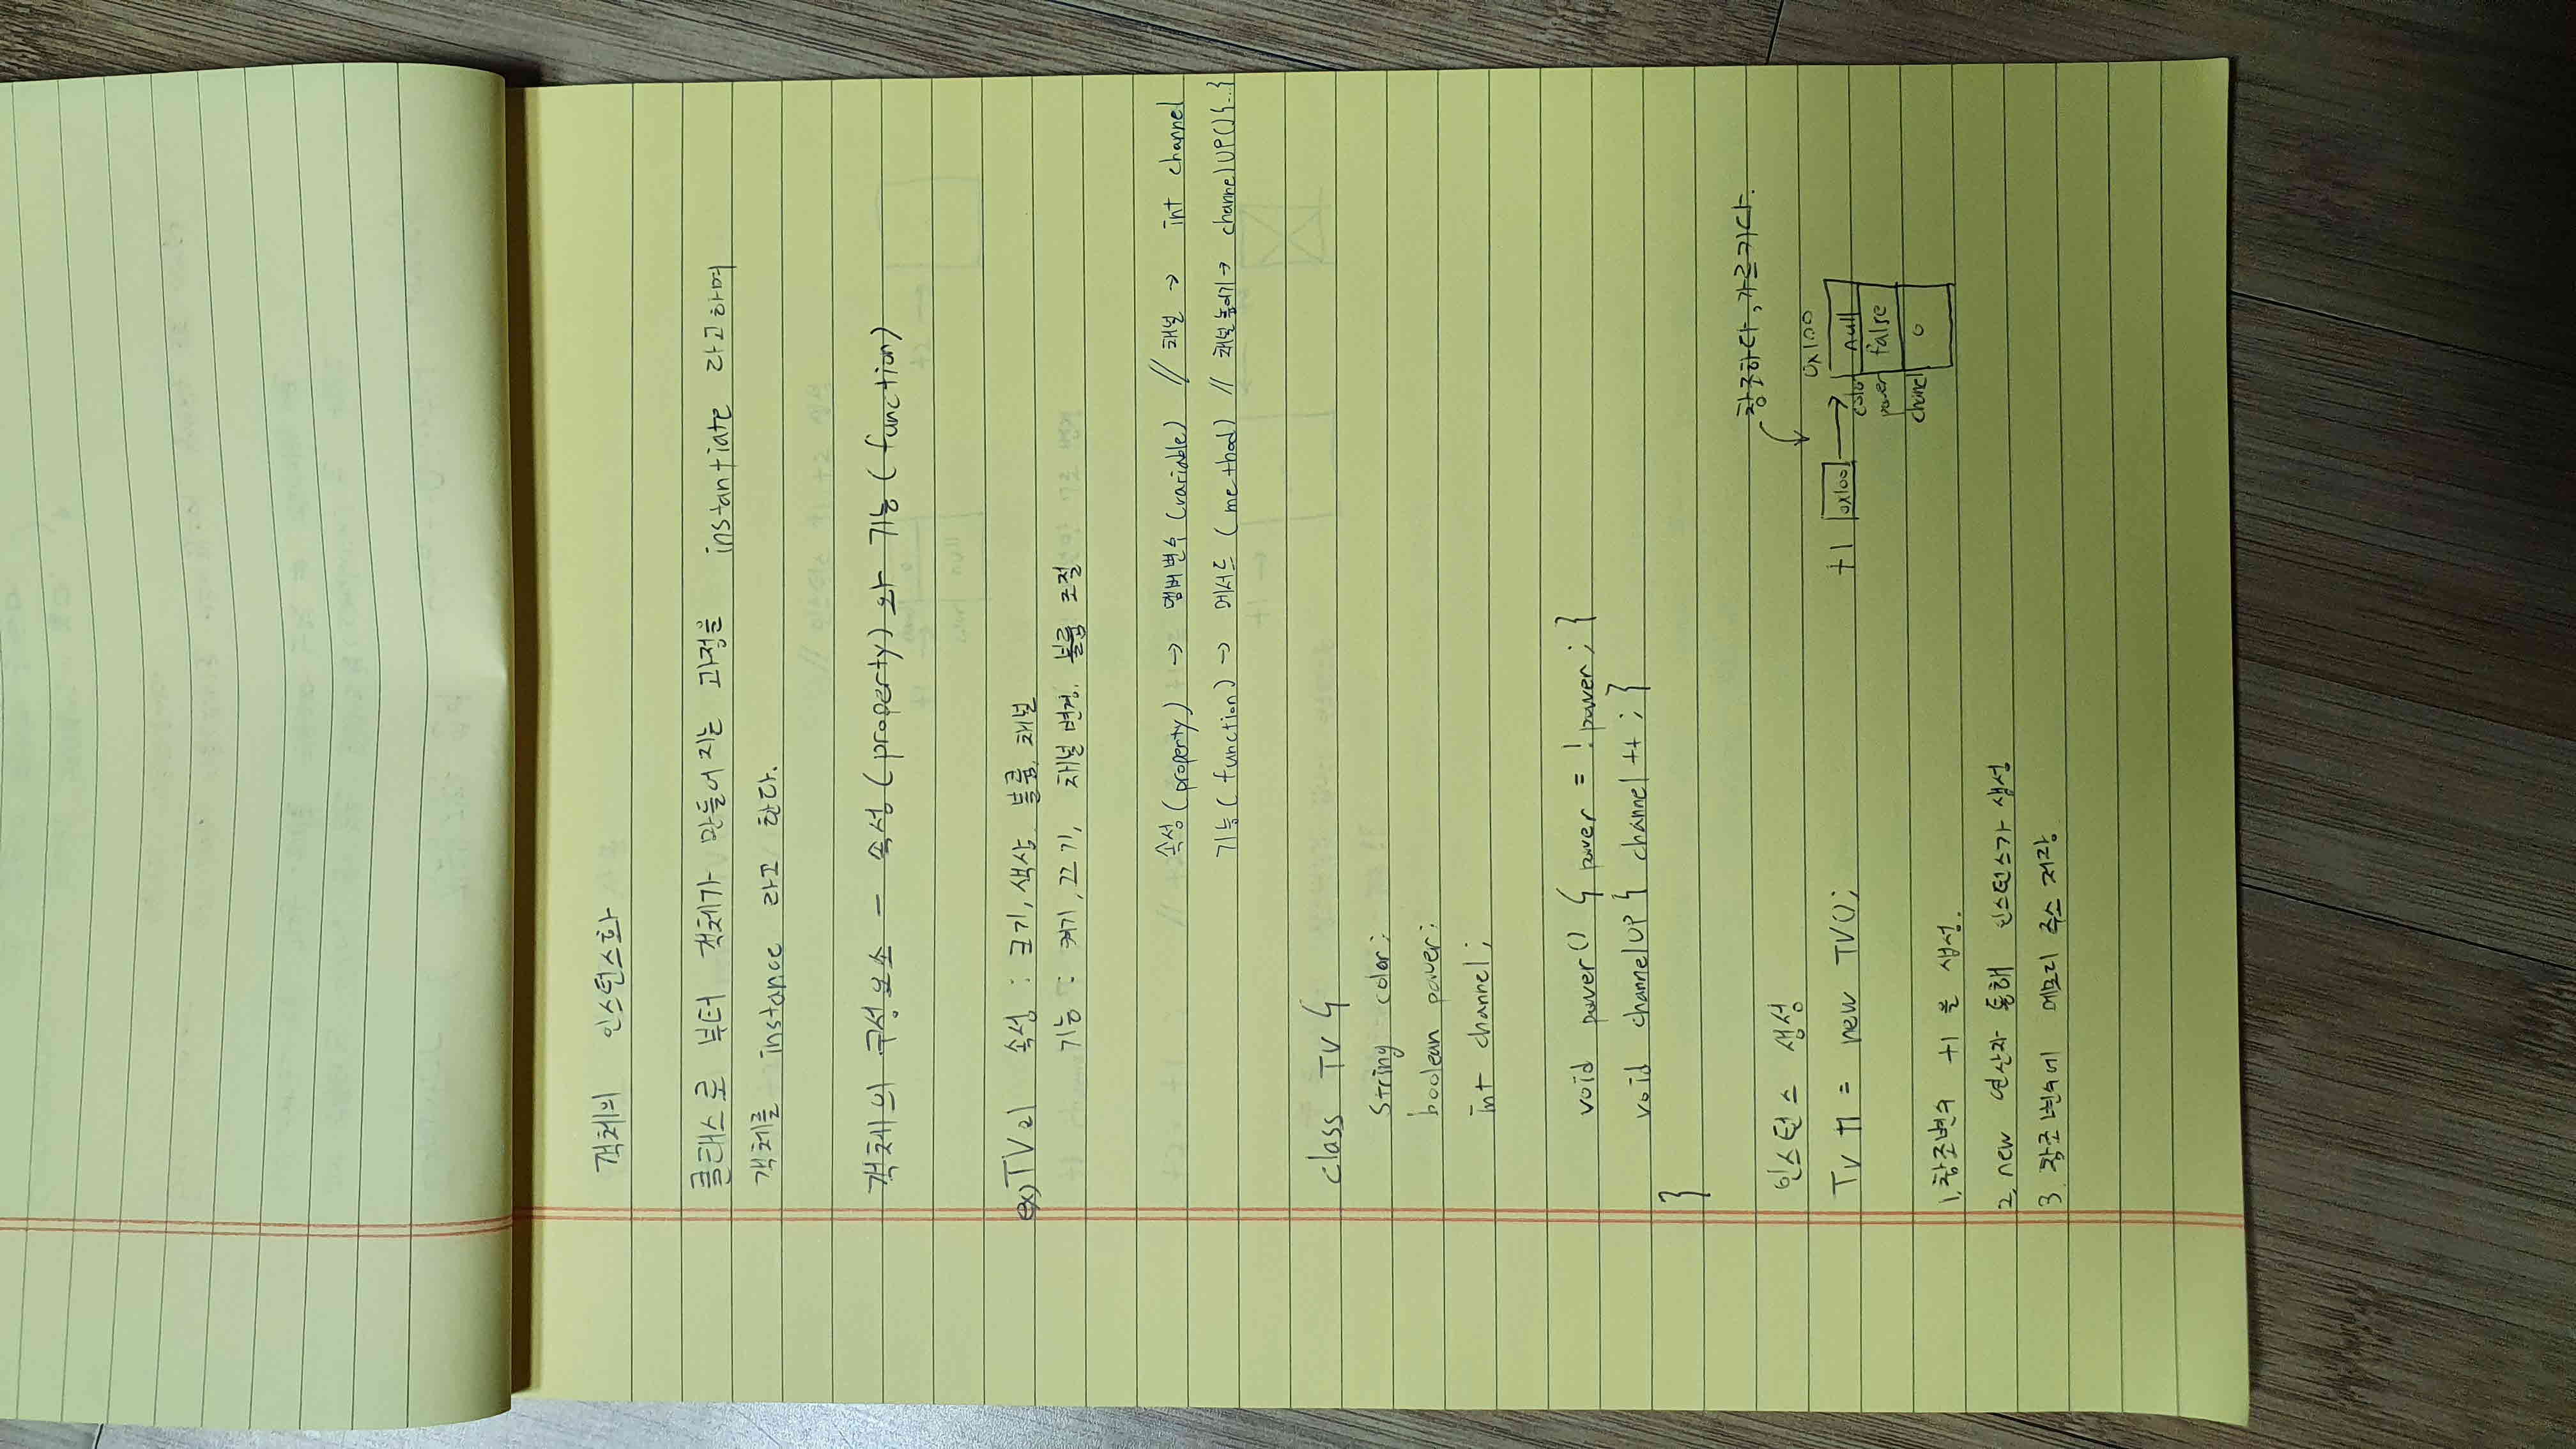 객체의 인스턴스화
클래스로 부터 객체가 만들어지는 과정을 instantiate 라고하며
객체를 instance 라고 한다.
객체의 구성요소 - 속성(property)와 기능(function)
ex) TV의 속성 : 크기, 색상, 볼륨, 채널
기능 : 켜기, 끄기, 채널 변경, 볼륨 조절
속성(property) → 멤버변수(variable) // 채널 → int channel
기능(function) → 메서드(method) // 채널높이기→ channelUP(){...}
class TV {
String color;
boolean power;
int channel;
void power() { power = !power; }
void channelUP { channel ++; }
}
참조하다, 가르키다.
인스턴스 생성
0x100
Tv t1 = new TV();
t1 0x100
color null
power false
chanel 0
1. 참조변수 t1을 생성.
2. new 연산자 통해 인스턴스가 생성
3. 참조변수에 메모리 주소 저장